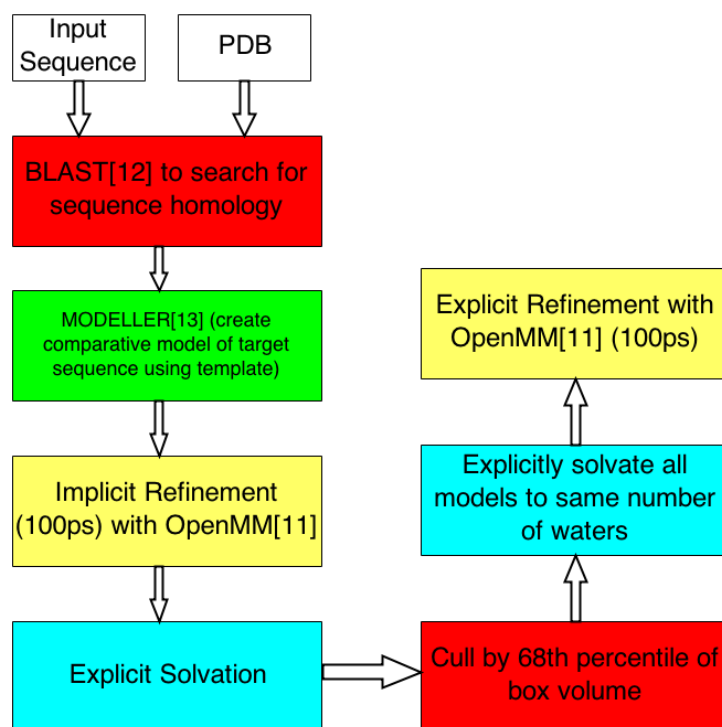 Input
Sequence
PDB
BLAST[12] to search for
sequence homology
MODELLER[13] (create
comparative model of target
sequence using template)
Implicit Refinement
(100ps) with OpenMM[11]
Explicit Solvation
Cull by 68th percentile of
box volume
Explicitly solvate all
models to same number
of waters
Explicit Refinement with
OpenMM[11] (100ps)